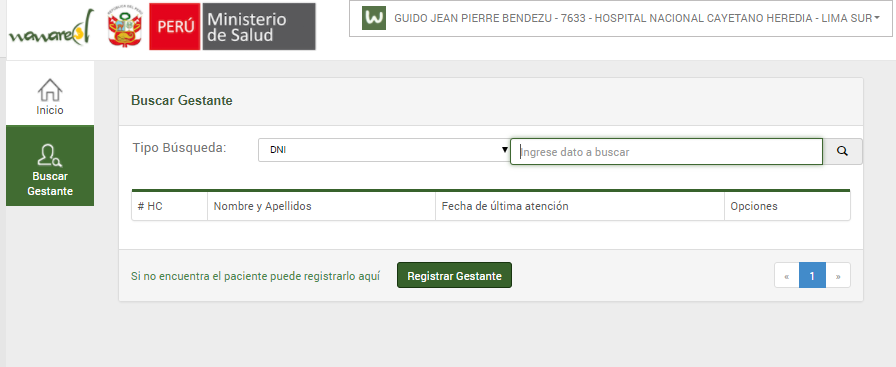 wawared
PERÚ
Ministerio
de Salud
GUIDO JEAN PIERRE BENDEZU - 7633 - HOSPITAL NACIONAL CAYETANO HEREDIA - LIMA SUR
Inicio
Buscar
Gestante
Buscar Gestante
Tipo Búsqueda:
DNI
Ingrese dato a buscar
# HC
Nombre y Apellidos
Fecha de última atención
Opciones
Si no encuentra el paciente puede registrarlo aquí
Registrar Gestante
« 1 »